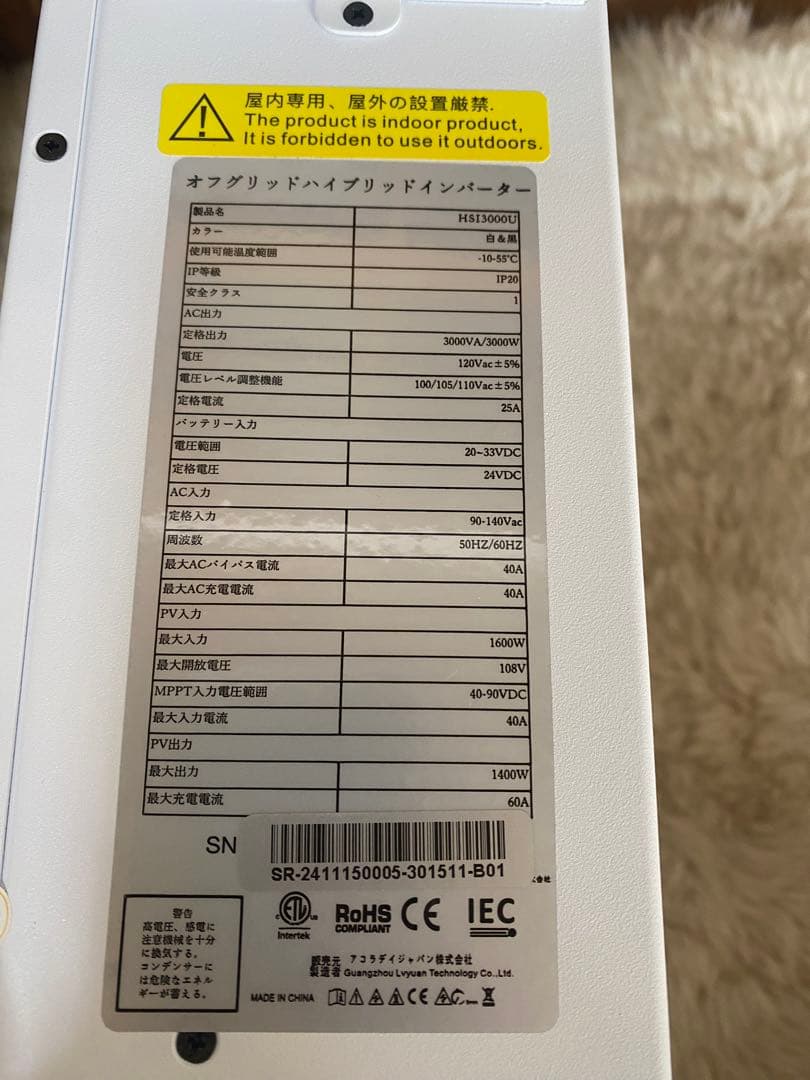 屋内専用、屋外の設置厳禁.
The product is indoor product,
It is forbidden to use it outdoors.
オフグリッドハイブリッドインバーター
製品名 HSI3000U
カラー 白&黒
使用可能温度範囲 -10-55℃
IP等級 IP20
安全クラス 1
AC出力
定格出力 3000VA/3000W
電圧 120Vac±5%
電圧レベル調整機能 100/105/110Vac±5%
定格電流 25A
バッテリー入力
電圧範囲 20~33VDC
定格電圧 24VDC
AC入力
定格入力 90-140Vac
周波数 50HZ/60HZ
最大ACバイパス電流 40A
最大AC充電電流 40A
PV入力
最大入力 1600W
最大開放電圧 108V
MPPT入力電圧範囲 40-90VDC
最大入力電流 40A
PV出力
最大出力 1400W
最大充電電流 60A
SN
SR-2411150005-301511-B01
警告
高電圧、感電に
注意機械を十分
に換気する。
コンデンサーに
は危険なエネル
ギーが蓄える。
c ETL us
Intertek
RoHS
COMPLIANT
CE
IEC
販売元 アコラデイジャパン株式会社
製造者 Guangzhou Lvyuan Technology Co.,Ltd.
MADE IN CHINA
CE